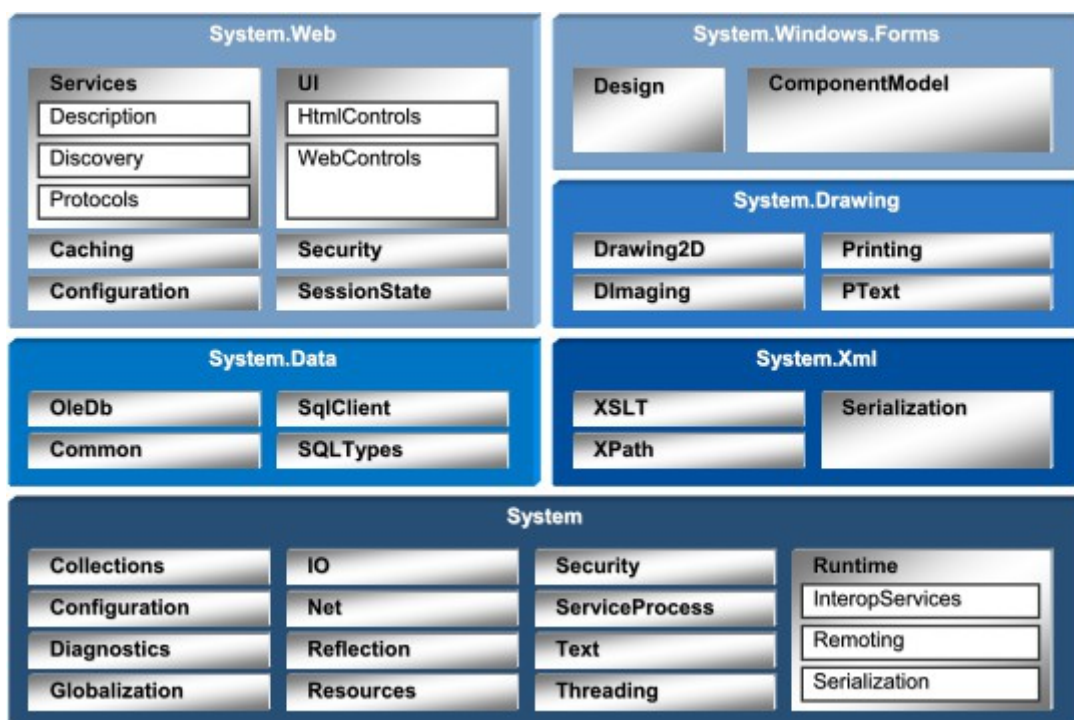 System.Web
Services
Description
Discovery
Protocols
UI
HtmlControls
WebControls
Caching
Security
Configuration
SessionState
System.Windows.Forms
Design
ComponentModel
System.Drawing
Drawing2D
Printing
DImaging
PText
System.Data
OleDb
SqlClient
Common
SQLTypes
System.Xml
XSLT
Serialization
XPath
System
Collections
IO
Security
Runtime
Configuration
Net
ServiceProcess
InteropServices
Diagnostics
Reflection
Text
Remoting
Globalization
Resources
Threading
Serialization